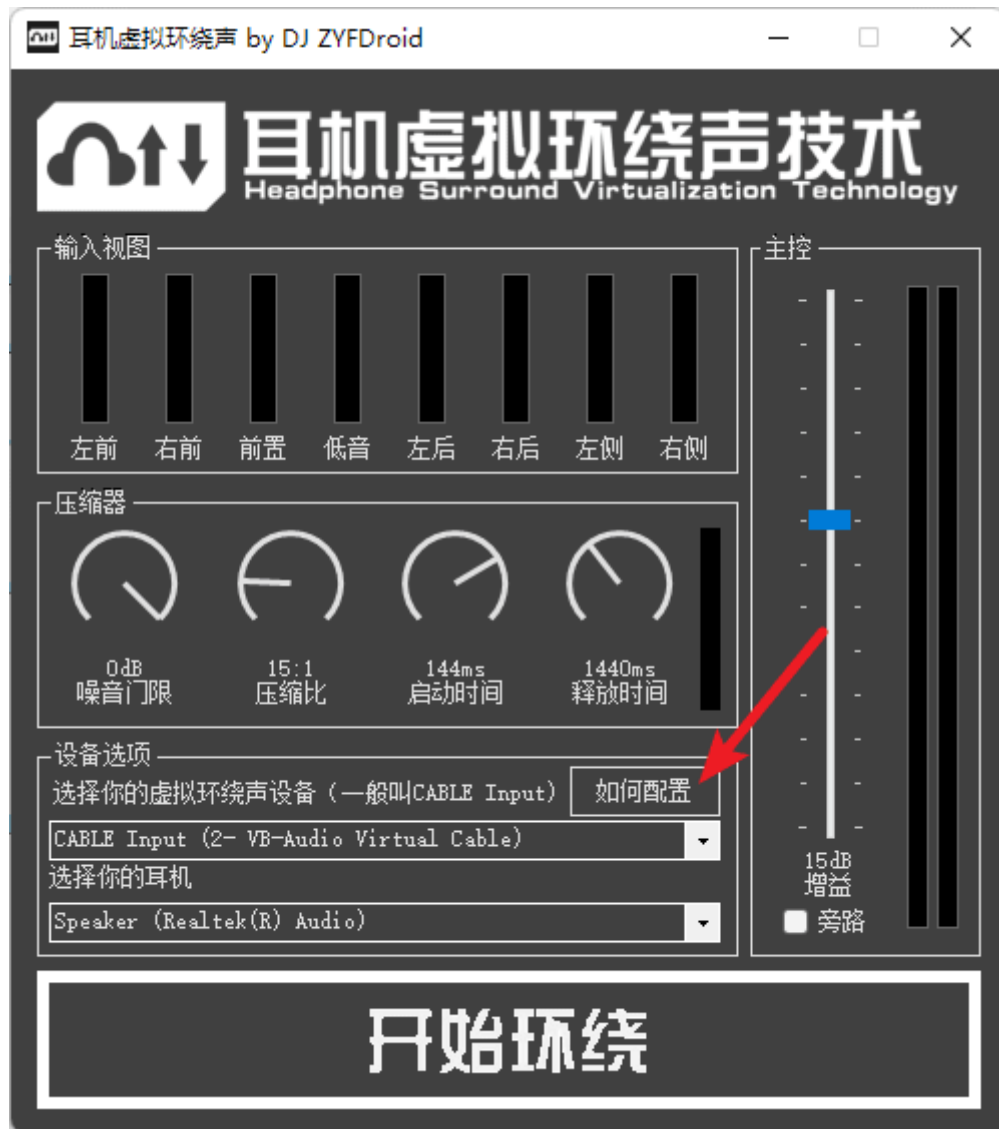 耳机虚拟环绕声 by DJ ZYFDroid
耳机虚拟环绕声技术
Headphone Surround Virtualization Technology
输入视图
左前 右前 前置 低音 左后 右后 左侧 右侧
压缩器
0dB 15:1 144ms 1440ms
噪音门限 压缩比 启动时间 释放时间
设备选项
选择你的虚拟环绕声设备（一般叫CABLE Input） 如何配置
CABLE Input (2- VB-Audio Virtual Cable)
选择你的耳机
Speaker (Realtek(R) Audio)
主控
15dB
增益
旁路
开始环绕